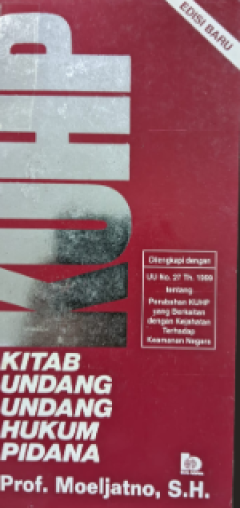 EDISI BARU
KUHP
Dilengkapi dengan
UU No. 27 Th. 1999
tentang
Perubahan KUHP
yang Berkaitan
dengan Kejahatan
Terhadap
Keamanan Negara
KITAB
UNDANG
UNDANG
HUKUM
PIDANA
Prof. Moeljatno, S.H.